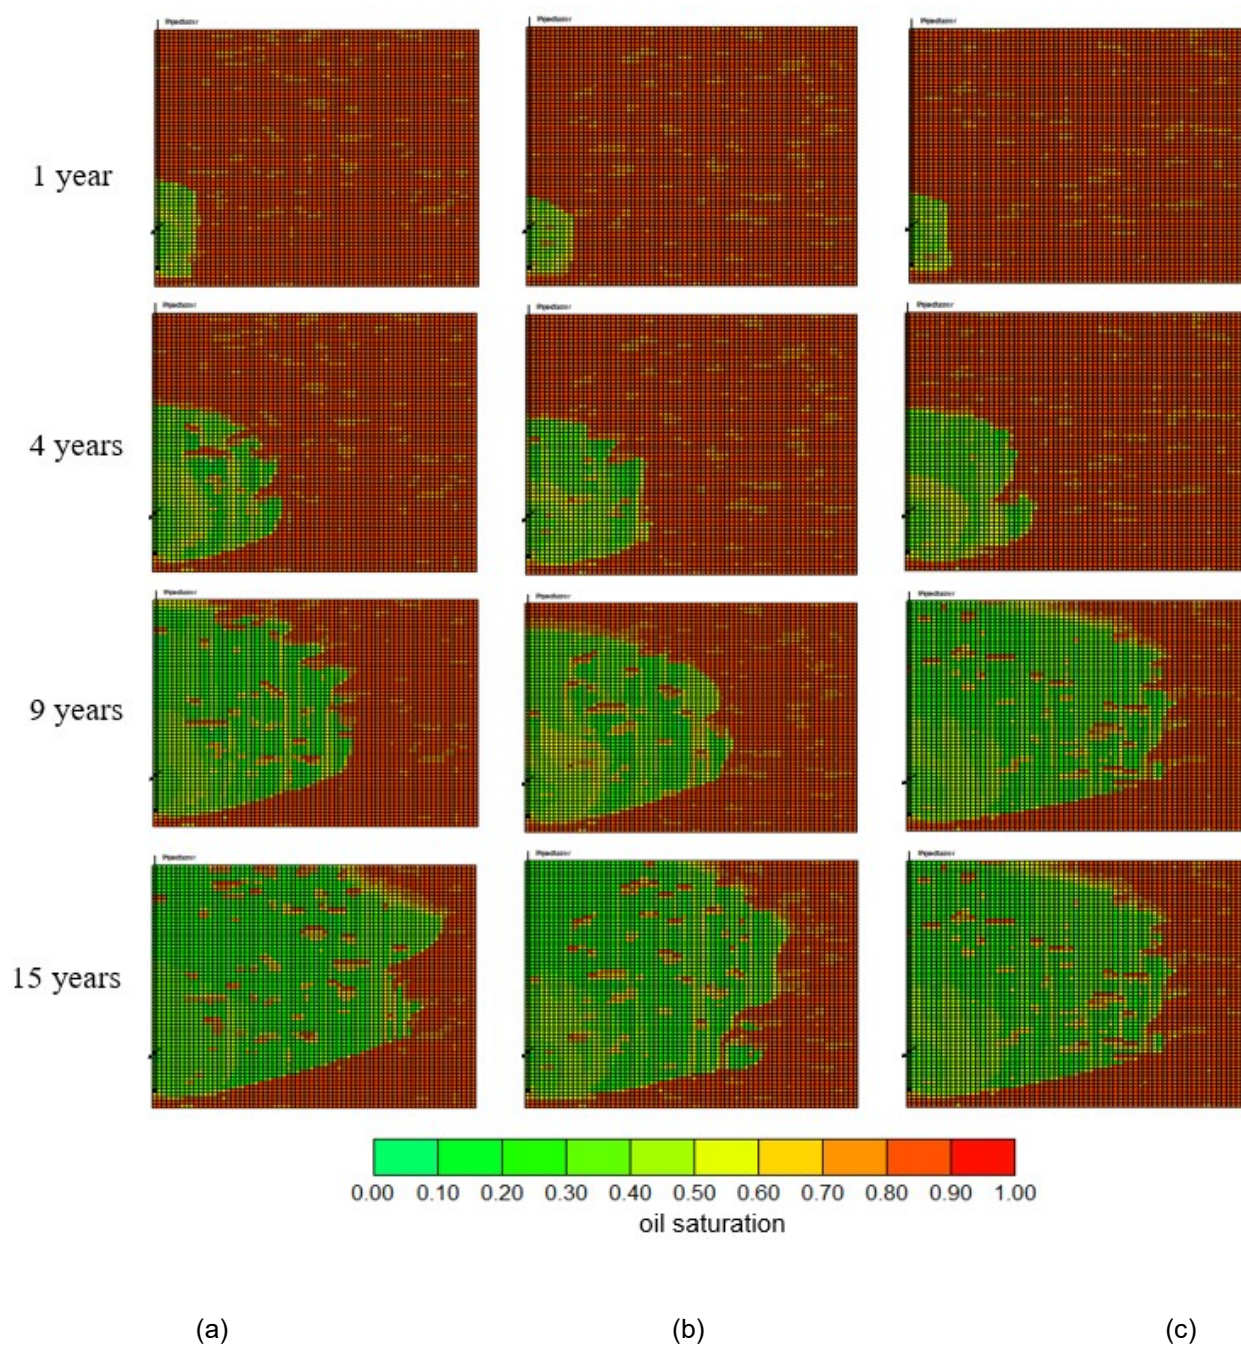 1 year
4 years
9 years
15 years
0.00 0.10 0.20 0.30 0.40 0.50 0.60 0.70 0.80 0.90 1.00
oil saturation
(a) (b) (c)